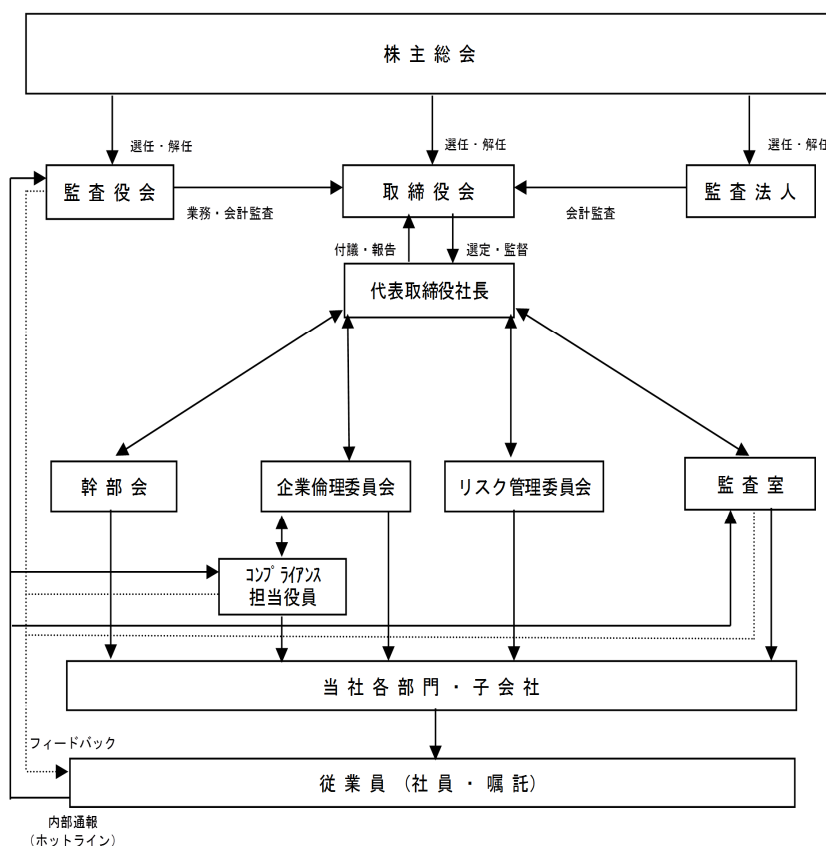 株主総会
選任・解任
選任・解任
選任・解任
監査役会
取締役会
監査法人
業務・会計監査
会計監査
付議・報告
選定・監督
代表取締役社長
幹部会
企業倫理委員会
リスク管理委員会
監査室
コンプライアンス
担当役員
当社各部門・子会社
フィードバック
従業員（社員・嘱託）
内部通報
（ホットライン）